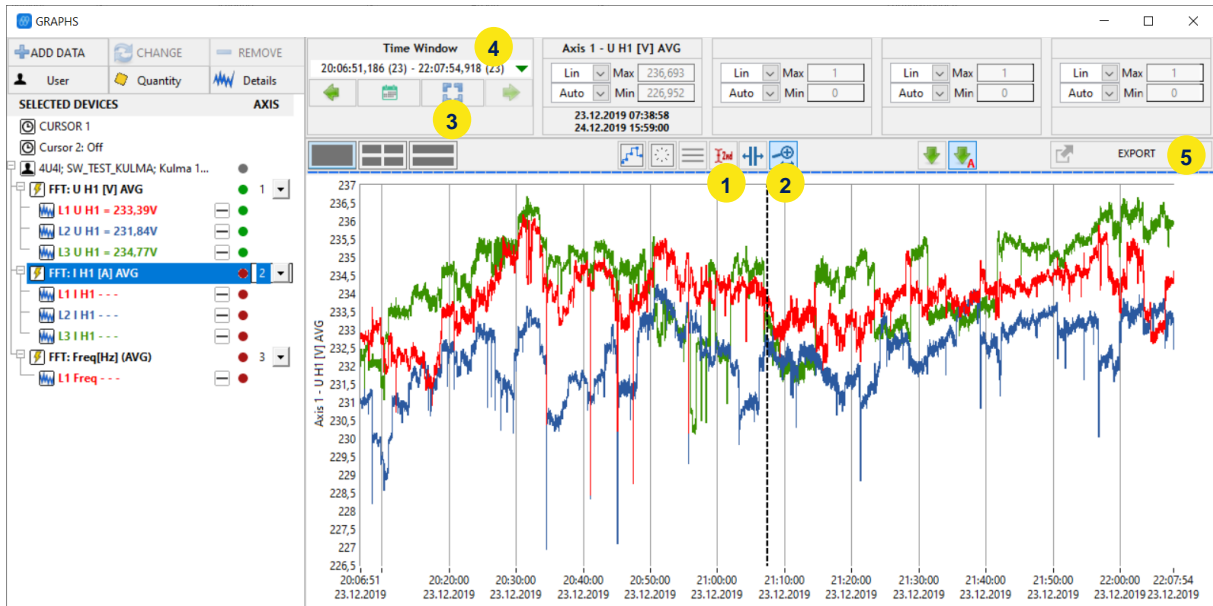 GRAPHS
ADD DATA CHANGE REMOVE
User Quantity Details
SELECTED DEVICES AXIS
CURSOR 1
Cursor 2: Off
4U4I; SW_TEST_KULMA; Kulma 1...
FFT: U H1 [V] AVG 1
L1 U H1 = 233,39V
L2 U H1 = 231,84V
L3 U H1 = 234,77V
FFT: I H1 [A] AVG 2
L1 I H1 - - -
L2 I H1 - - -
L3 I H1 - - -
FFT: Freq[Hz] (AVG) 3
L1 Freq - - -
Time Window 4
20:06:51,186 (23) - 22:07:54,918 (23)
3
Axis 1 - U H1 [V] AVG
Lin Max 236,693
Auto Min 226,952
23.12.2019 07:38:58
24.12.2019 15:59:00
Lin Max 1
Auto Min 0
Lin Max 1
Auto Min 0
Lin Max 1
Auto Min 0
2nd A EXPORT 5
1 2
Axis 1 - U H1 [V] AVG
237
236,5
236
235,5
235
234,5
234
233,5
233
232,5
232
231,5
231
230,5
230
229,5
229
228,5
228
227,5
227
226,5
20:06:51 20:20:00 20:30:00 20:40:00 20:50:00 21:00:00 21:10:00 21:20:00 21:30:00 21:40:00 21:50:00 22:00:00 22:07:54
23.12.2019 23.12.2019 23.12.2019 23.12.2019 23.12.2019 23.12.2019 23.12.2019 23.12.2019 23.12.2019 23.12.2019 23.12.2019 23.12.2019 23.12.2019